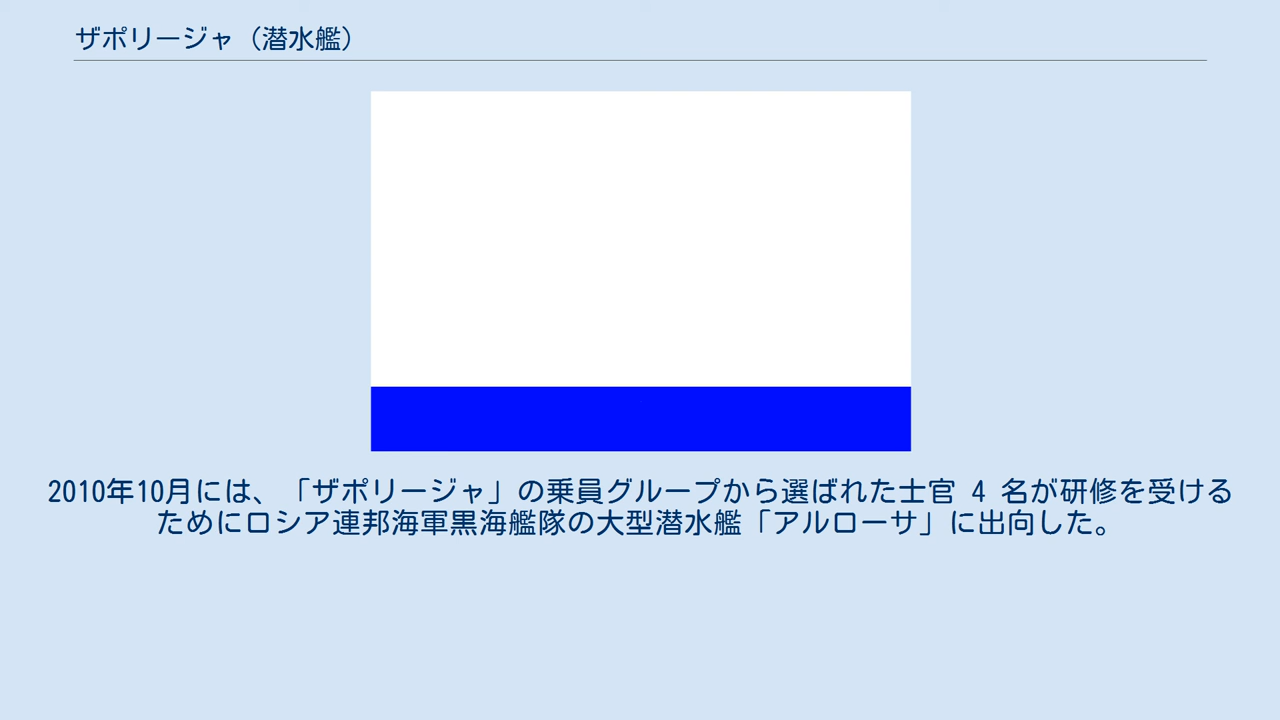 ザポリージャ（潜水艦）
2010年10月には、「ザポリージャ」の乗員グループから選ばれた士官 4 名が研修を受ける
ためにロシア連邦海軍黒海艦隊の大型潜水艦「アルローサ」に出向した。